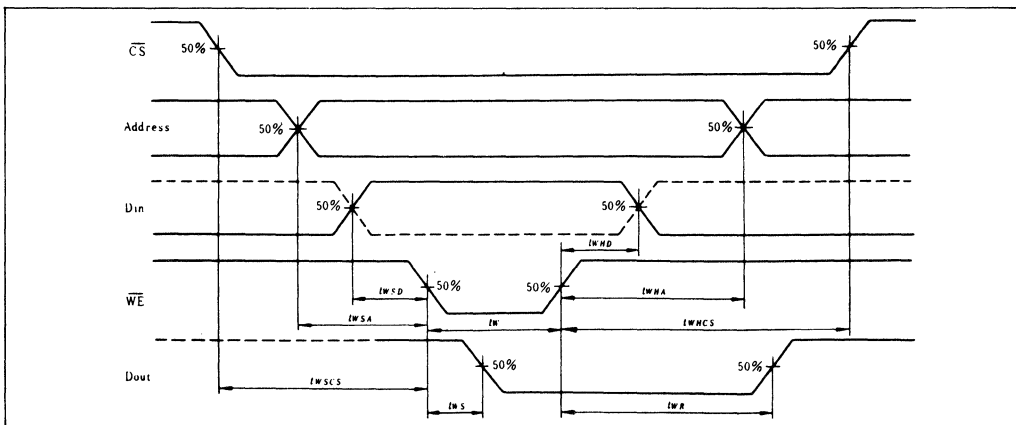 CS
50%
50%
Address
50%
50%
Din
50%
50%
tWHD
WE
50%
50%
tWSD
tWHA
tWSA
tW
tWHCS
Dout
50%
50%
tWSCS
tWS
tWR